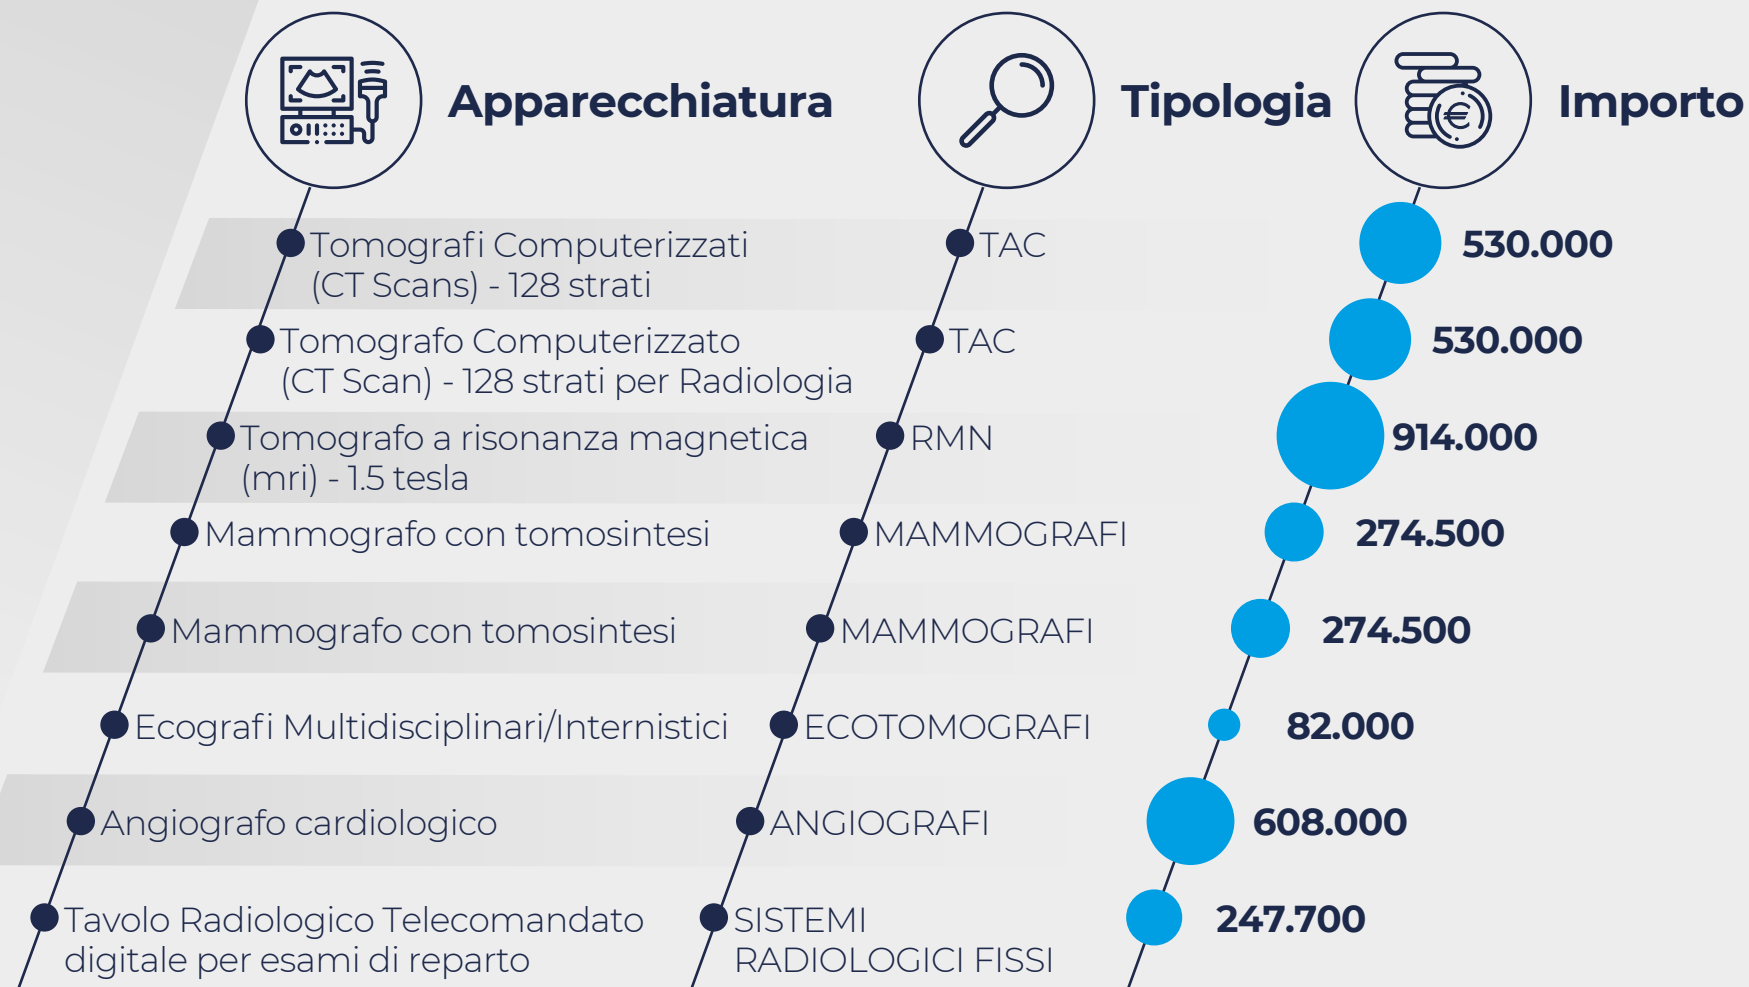 Apparecchiatura
Tipologia
Importo
Tomografi Computerizzati
(CT Scans) - 128 strati
TAC
530.000
Tomografo Computerizzato
(CT Scan) - 128 strati per Radiologia
TAC
530.000
Tomografo a risonanza magnetica
(mri) - 1.5 tesla
RMN
914.000
Mammografo con tomosintesi
MAMMOGRAFI
274.500
Mammografo con tomosintesi
MAMMOGRAFI
274.500
Ecografi Multidisciplinari/Internistici
ECOTOMOGRAFI
82.000
Angiografo cardiologico
ANGIOGRAFI
608.000
Tavolo Radiologico Telecomandato
digitale per esami di reparto
SISTEMI
RADIOLOGICI FISSI
247.700